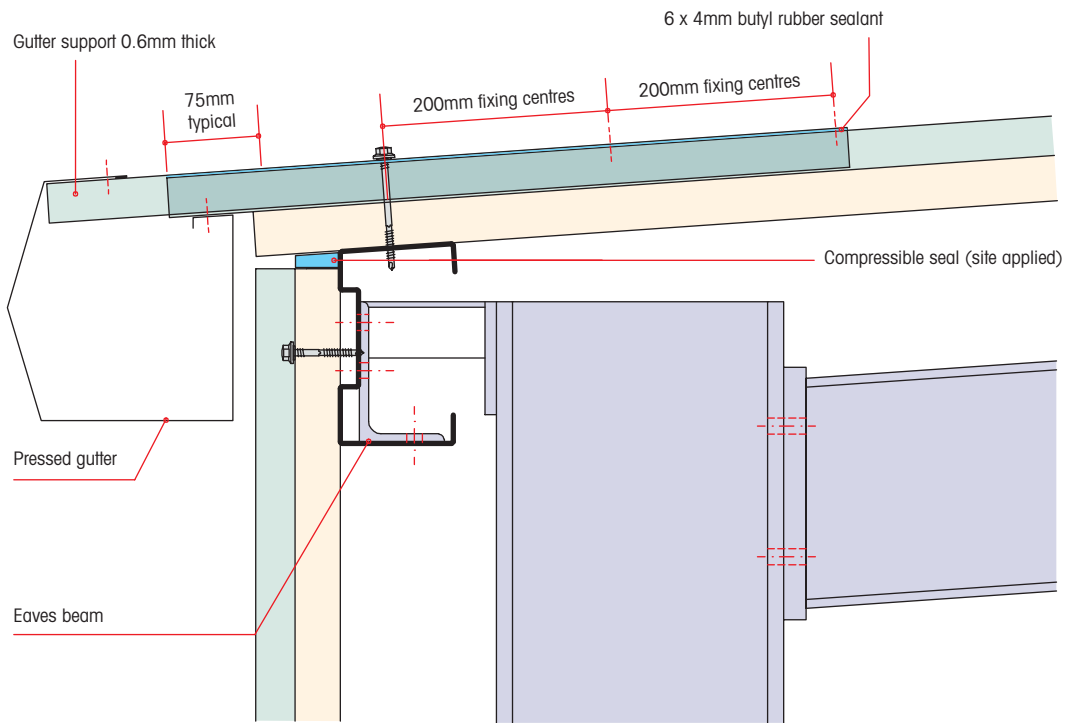 6 x 4mm butyl rubber sealant
Gutter support 0.6mm thick
75mm
typical
200mm fixing centres
200mm fixing centres
Compressible seal (site applied)
Pressed gutter
Eaves beam